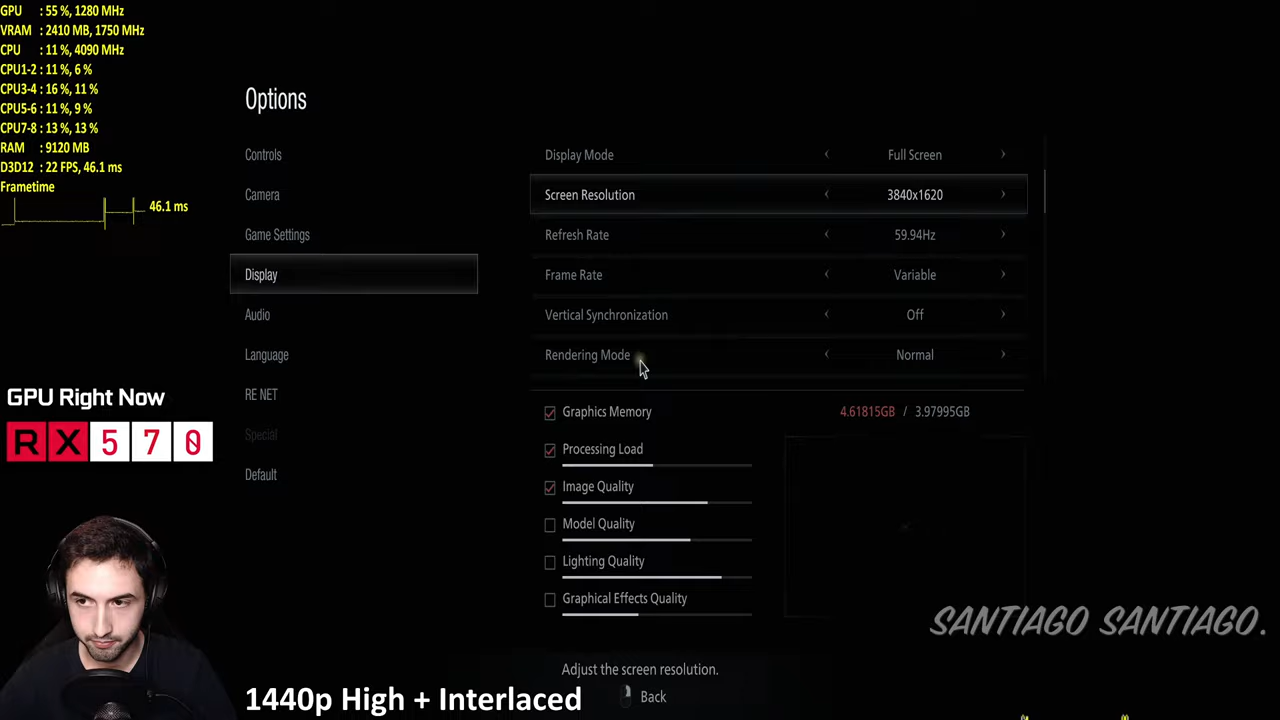 GPU : 55 %, 1280 MHz
VRAM : 2410 MB, 1750 MHz
CPU : 11 %, 4090 MHz
CPU1-2 : 11 %, 6 %
CPU3-4 : 16 %, 11 %
CPU5-6 : 11 %, 9 %
CPU7-8 : 13 %, 13 %
RAM : 9120 MB
D3D12 : 22 FPS, 46.1 ms
Frametime
46.1 ms
GPU Right Now
RX 570
Options
Controls
Camera
Game Settings
Display
Audio
Language
RE NET
Special
Default
Display Mode Full Screen
Screen Resolution 3840x1620
Refresh Rate 59.94Hz
Frame Rate Variable
Vertical Synchronization Off
Rendering Mode Normal
Graphics Memory 4.61815GB / 3.97995GB
Processing Load
Image Quality
Model Quality
Lighting Quality
Graphical Effects Quality
SANTIAGO SANTIAGO.
Adjust the screen resolution.
Back
1440p High + Interlaced